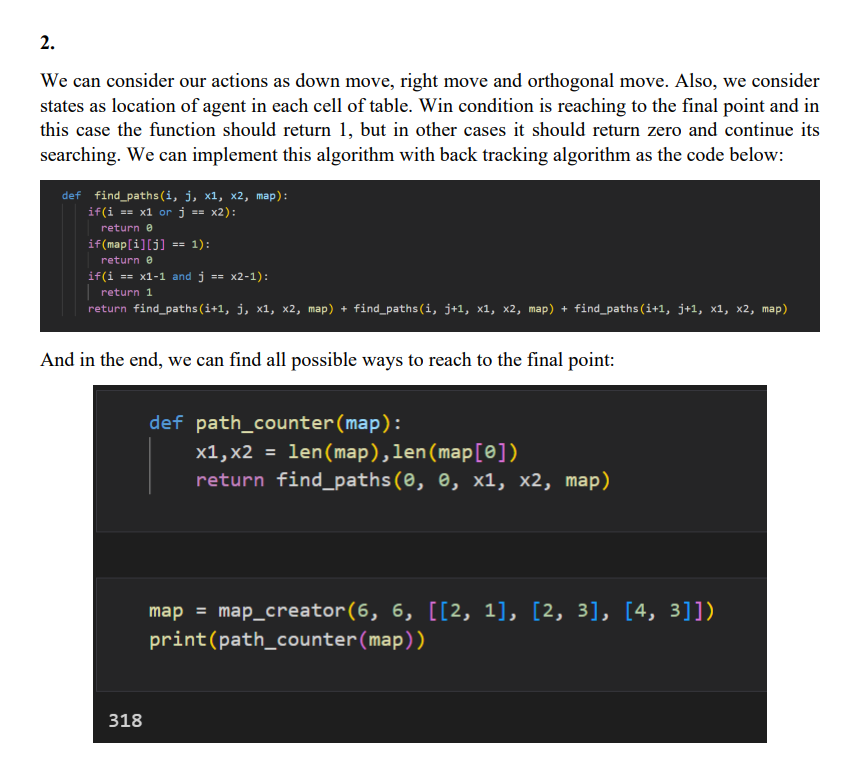 2.
We can consider our actions as down move, right move and orthogonal move. Also, we consider
states as location of agent in each cell of table. Win condition is reaching to the final point and in
this case the function should return 1, but in other cases it should return zero and continue its
searching. We can implement this algorithm with back tracking algorithm as the code below:
def find_paths(i, j, x1, x2, map):
if(i == x1 or j == x2):
return 0
if(map[i][j] == 1):
return 0
if(i == x1-1 and j == x2-1):
return 1
return find_paths(i+1, j, x1, x2, map) + find_paths(i, j+1, x1, x2, map) + find_paths(i+1, j+1, x1, x2, map)
And in the end, we can find all possible ways to reach to the final point:
def path_counter(map):
x1,x2 = len(map),len(map[0])
return find_paths(0, 0, x1, x2, map)
map = map_creator(6, 6, [[2, 1], [2, 3], [4, 3]])
print(path_counter(map))
318